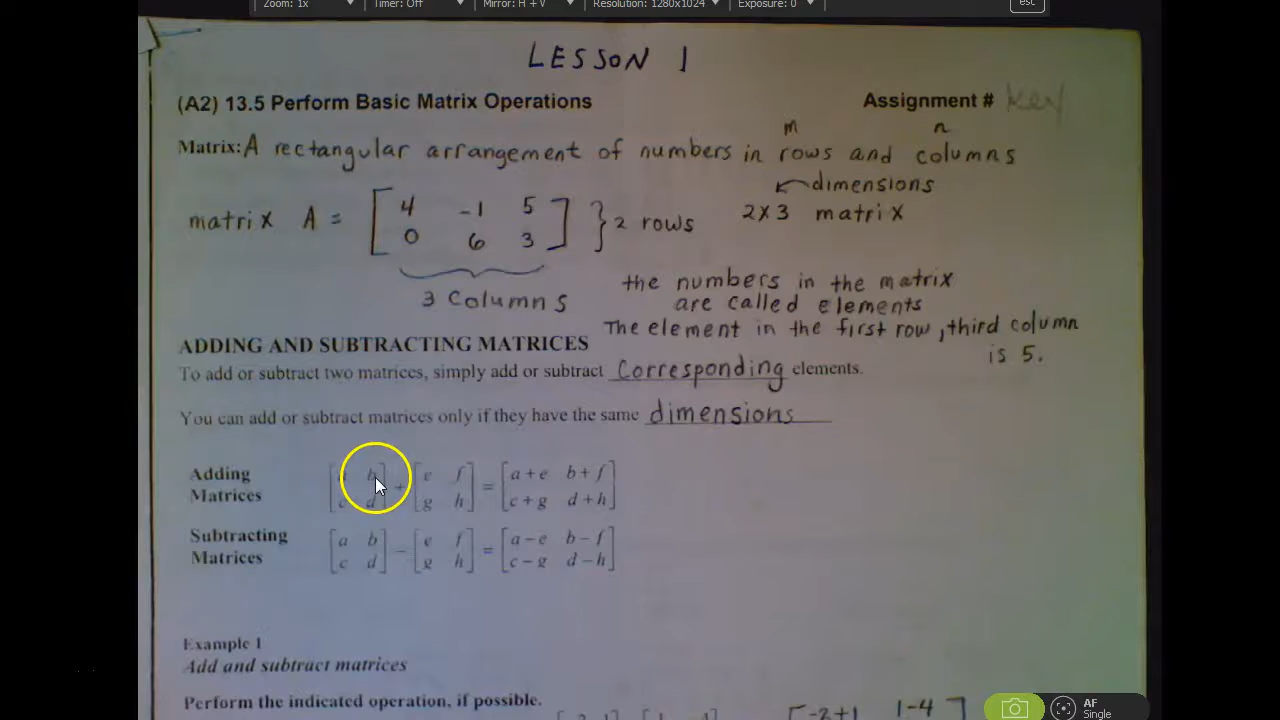 Zoom: 1x Timer: Off Mirror: H + V Resolution: 1280x1024 Exposure: 0 esc
LESSON 1
(A2) 13.5 Perform Basic Matrix Operations Assignment # key
m n
Matrix: A rectangular arrangement of numbers in rows and columns
dimensions
matrix A = [ 4 -1 5 } 2 rows 2x3 matrix
0 6 3 ]
3 Columns
the numbers in the matrix
are called elements
The element in the first row, third column
is 5.
ADDING AND SUBTRACTING MATRICES
To add or subtract two matrices, simply add or subtract Corresponding elements.
You can add or subtract matrices only if they have the same dimensions
Adding [ a b ] + [ e f ] = [ a + e b + f ]
Matrices [ c d ] [ g h ] [ c + g d + h ]
Subtracting [ a b ] − [ e f ] = [ a − e b − f ]
Matrices [ c d ] [ g h ] [ c − g d − h ]
Example 1
Add and subtract matrices
Perform the indicated operation, if possible.
[ -2+1 1-4 ]
AF
Single